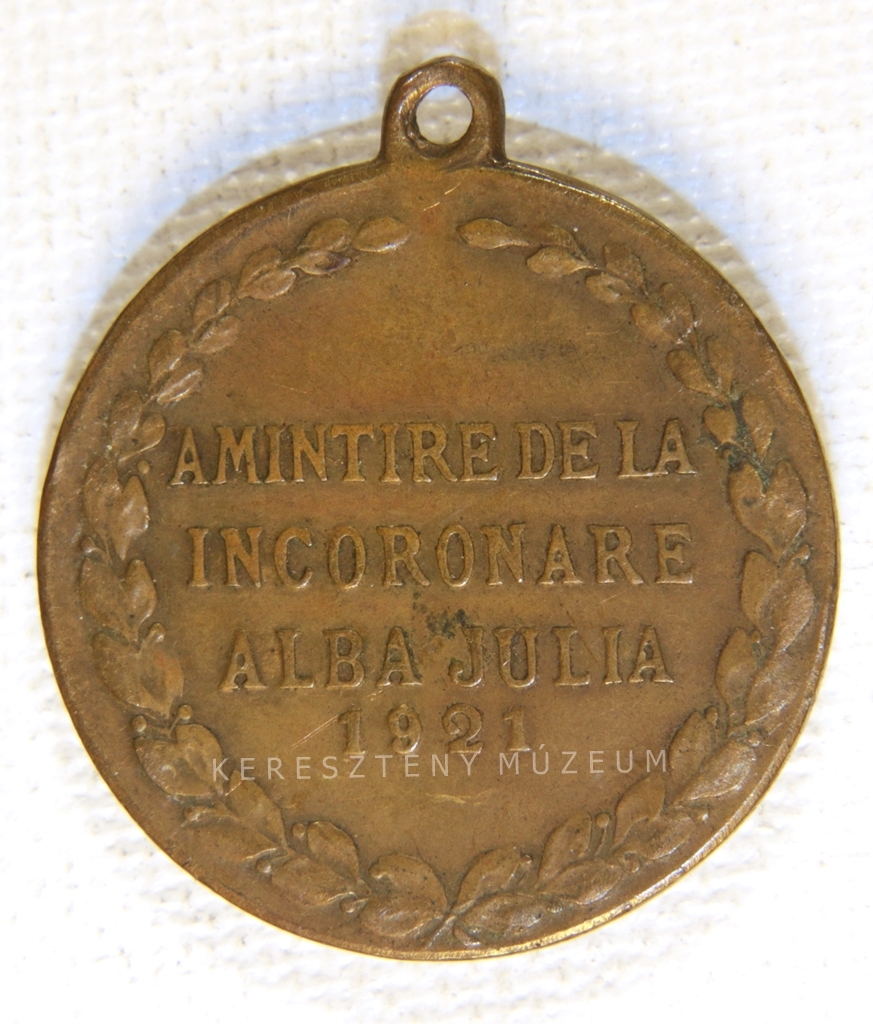 AMINTIRE DE LA
INCORONARE
ALBA JULIA
1921
KERESZTÉNY MÚZEUM